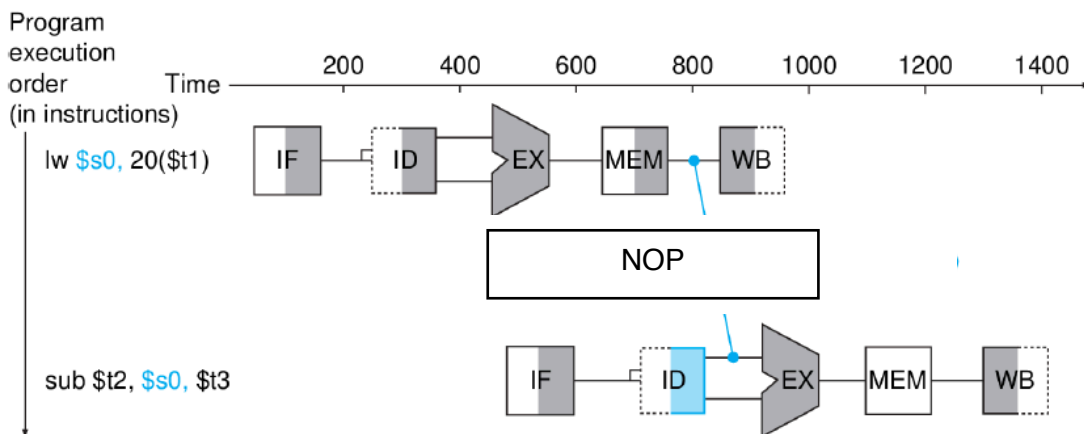 Program
execution
order
(in instructions)
Time
200 400 600 800 1000 1200 1400
lw $s0, 20($t1)
IF ID EX MEM WB
NOP
sub $t2, $s0, $t3
IF ID EX MEM WB